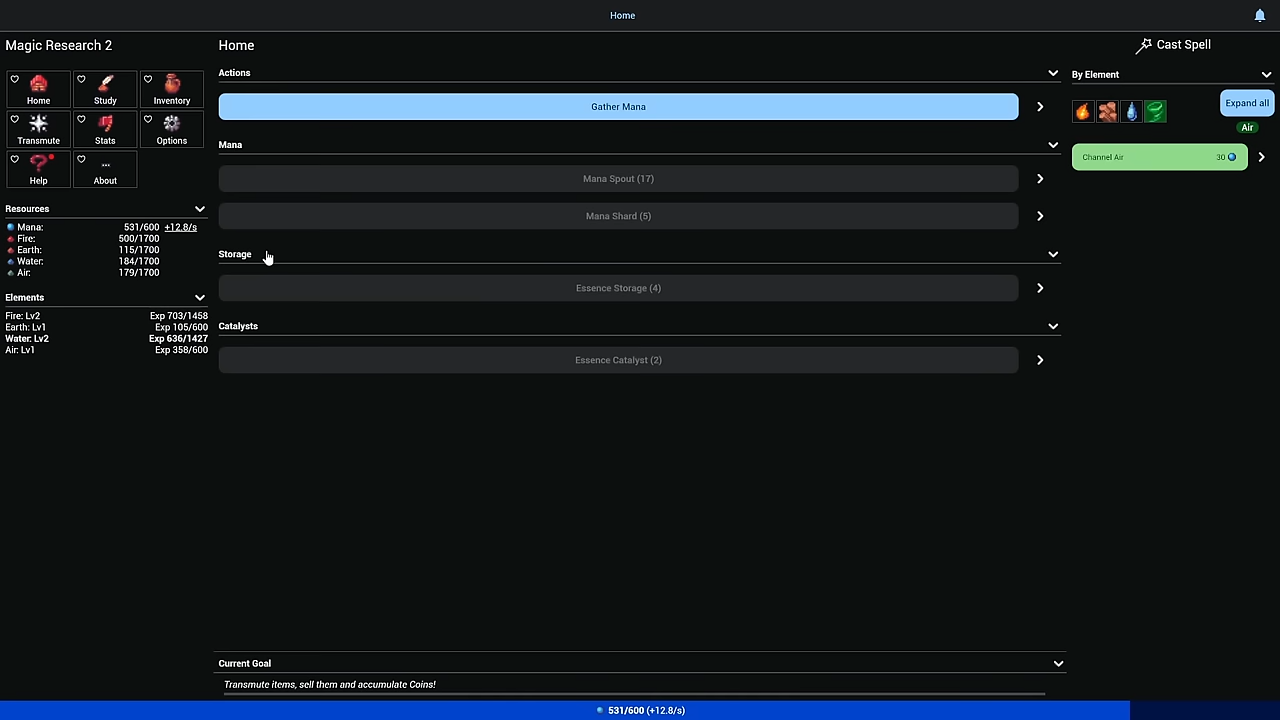 Home
Magic Research 2
Home
Study
Inventory
Transmute
Stats
Options
Help
About
Resources
Mana: 531/600 +12.8/s
Fire: 500/1700
Earth: 115/1700
Water: 184/1700
Air: 179/1700
Elements
Fire: Lv2 Exp 703/1458
Earth: Lv1 Exp 105/600
Water: Lv2 Exp 636/1427
Air: Lv1 Exp 358/600
Home
Actions
Gather Mana
Mana
Mana Spout (17)
Mana Shard (5)
Storage
Essence Storage (4)
Catalysts
Essence Catalyst (2)
Current Goal
Transmute items, sell them and accumulate Coins!
Cast Spell
By Element
Expand all
Air
Channel Air 30
531/600 (+12.8/s)